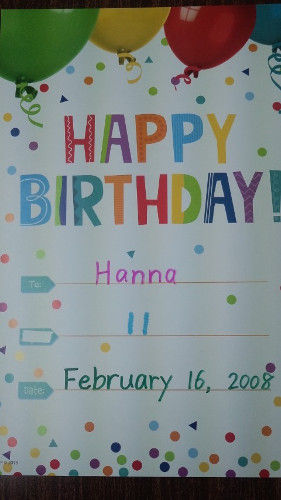 HAPPY
BIRTHDAY!
To: Hanna
11
Date: February 16, 2008